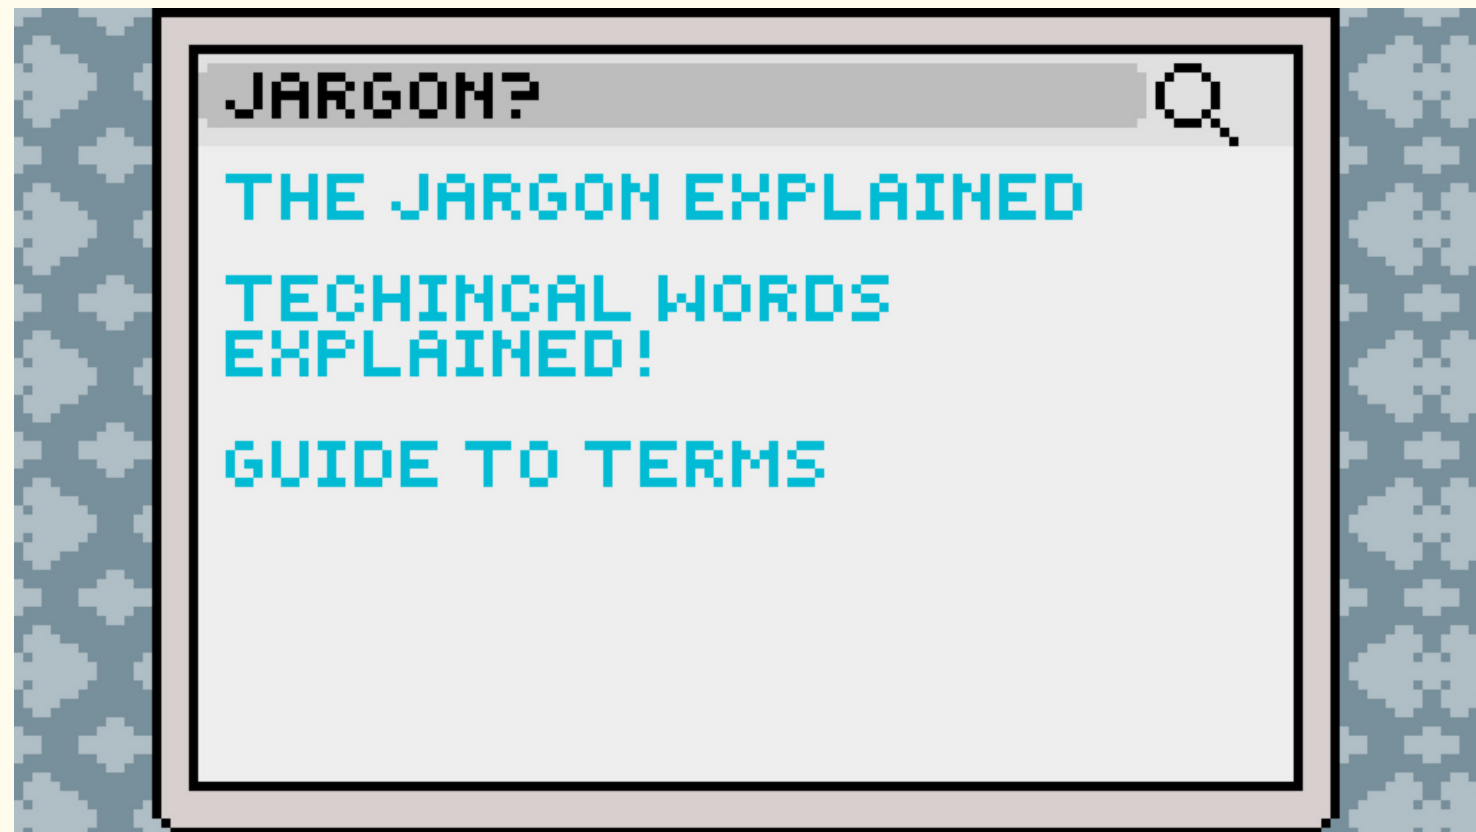 JARGON?
THE JARGON EXPLAINED
TECHINCAL WORDS
EXPLAINED!
GUIDE TO TERMS